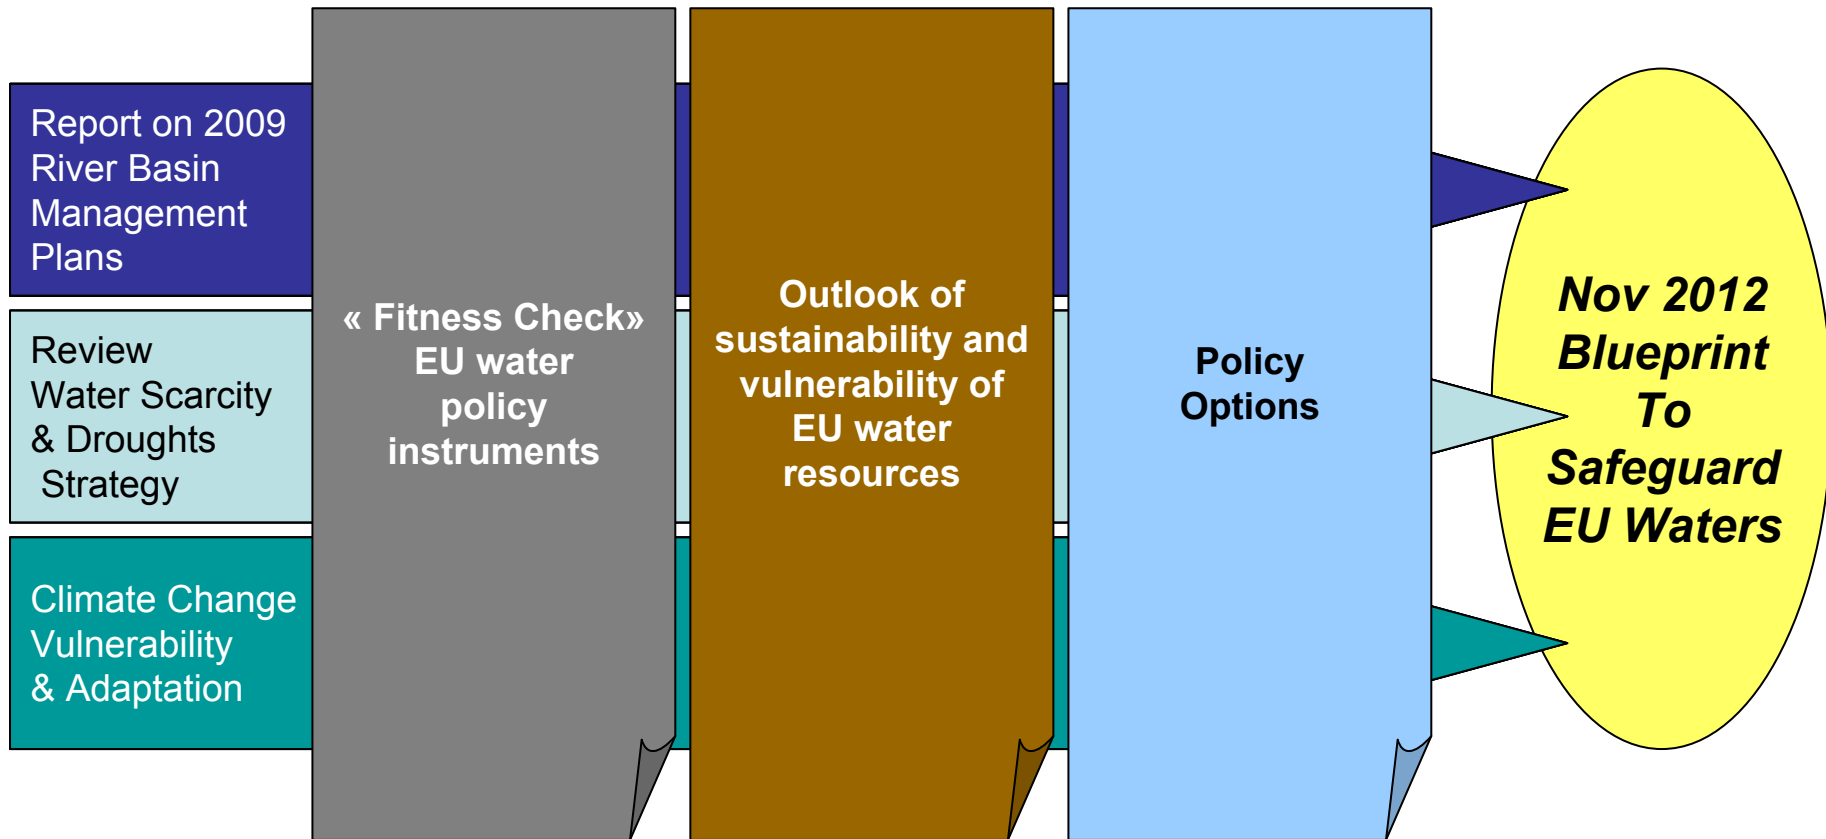 Report on 2009
River Basin
Management
Plans
Review
Water Scarcity
& Droughts
Strategy
Climate Change
Vulnerability
& Adaptation
« Fitness Check»
EU water
policy
instruments
Outlook of
sustainability and
vulnerability of
EU water
resources
Policy
Options
Nov 2012
Blueprint
To
Safeguard
EU Waters